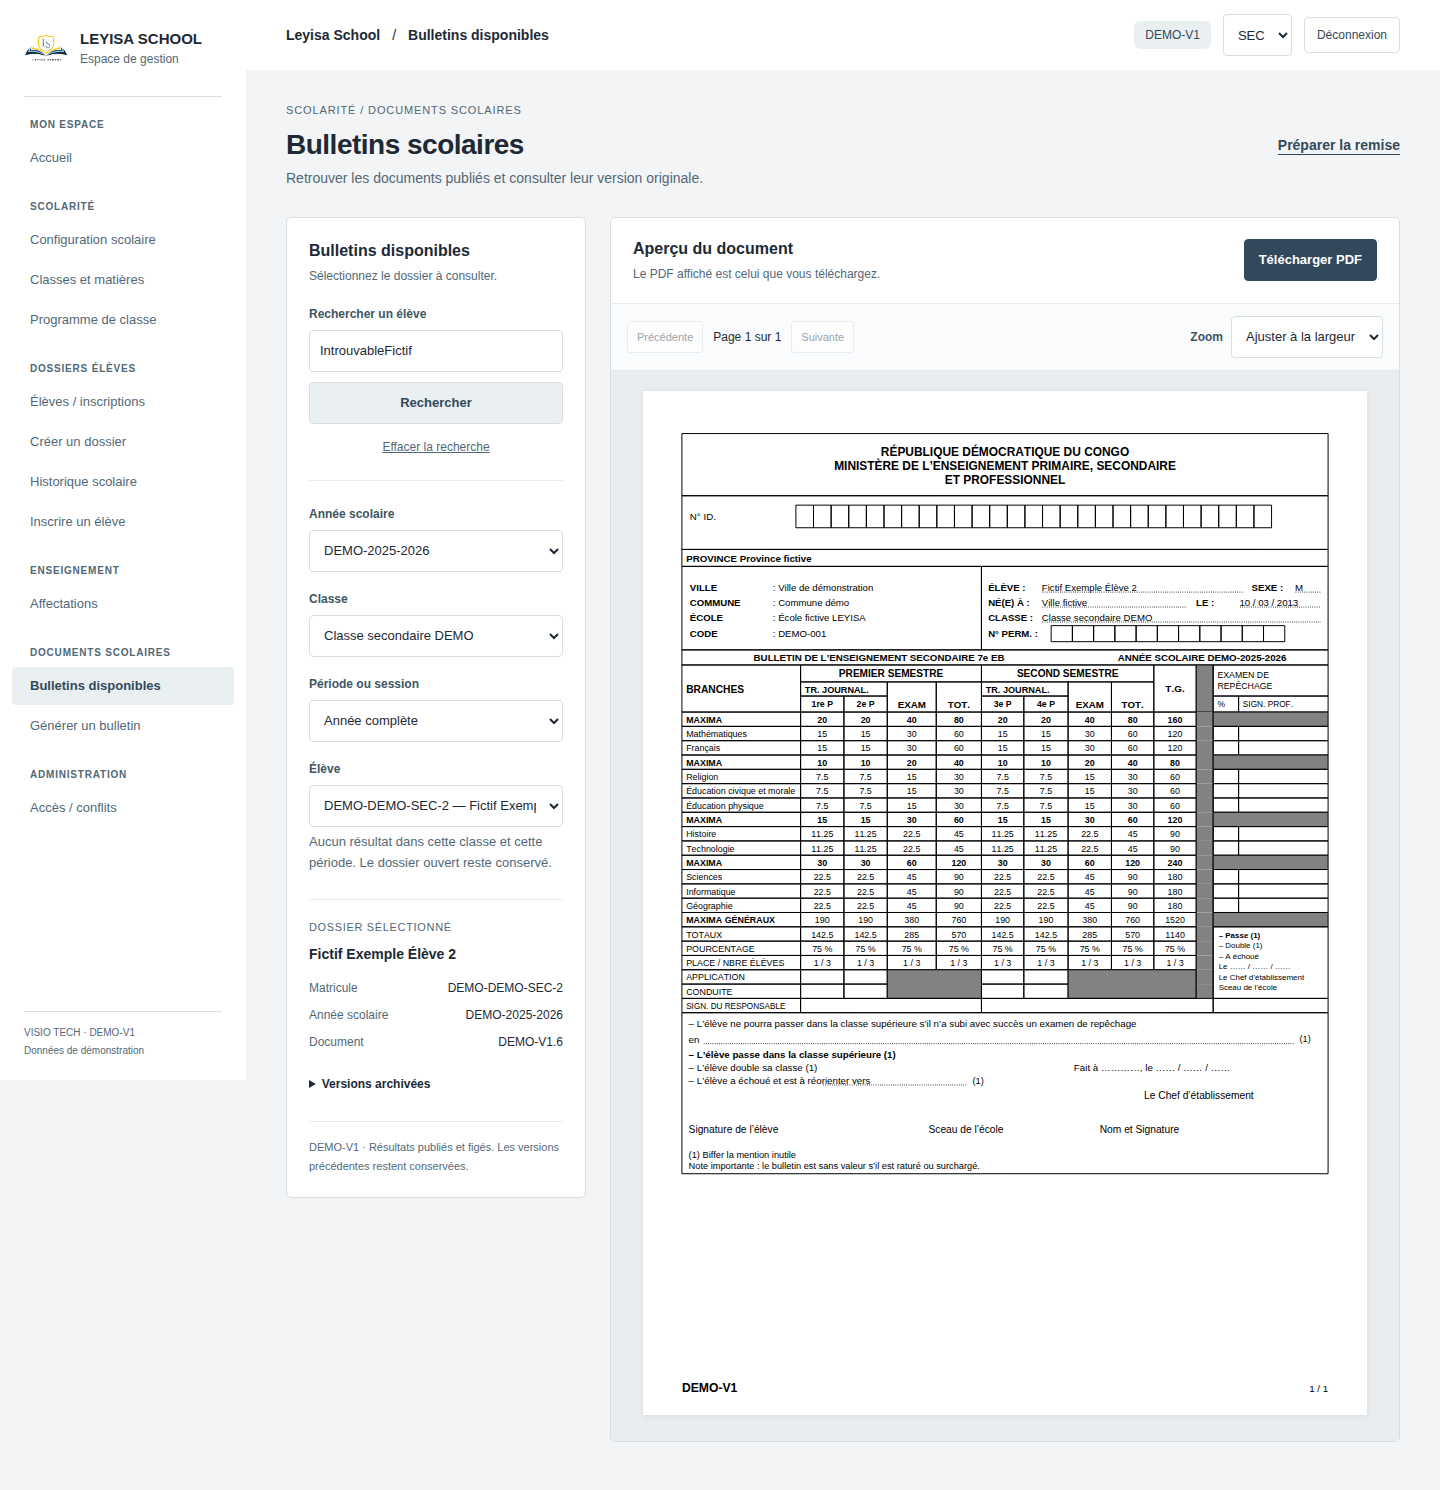 LEYISA SCHOOL
Espace de gestion
MON ESPACE
Accueil
SCOLARITÉ
Configuration scolaire
Classes et matières
Programme de classe
DOSSIERS ÉLÈVES
Élèves / inscriptions
Créer un dossier
Historique scolaire
Inscrire un élève
ENSEIGNEMENT
Affectations
DOCUMENTS SCOLAIRES
Bulletins disponibles
Générer un bulletin
ADMINISTRATION
Accès / conflits
VISIO TECH · DEMO-V1
Données de démonstration
Leyisa School / Bulletins disponibles
DEMO-V1 SEC Déconnexion
SCOLARITÉ / DOCUMENTS SCOLAIRES
Bulletins scolaires
Préparer la remise
Retrouver les documents publiés et consulter leur version originale.
Bulletins disponibles
Sélectionnez le dossier à consulter.
Rechercher un élève
IntrouvableFictif
Rechercher
Effacer la recherche
Année scolaire
DEMO-2025-2026
Classe
Classe secondaire DEMO
Période ou session
Année complète
Élève
DEMO-DEMO-SEC-2 — Fictif Exemp
Aucun résultat dans cette classe et cette
période. Le dossier ouvert reste conservé.
DOSSIER SÉLECTIONNÉ
Fictif Exemple Élève 2
Matricule DEMO-DEMO-SEC-2
Année scolaire DEMO-2025-2026
Document DEMO-V1.6
Versions archivées
DEMO-V1 · Résultats publiés et figés. Les versions
précédentes restent conservées.
Aperçu du document
Le PDF affiché est celui que vous téléchargez.
Télécharger PDF
Précédente Page 1 sur 1 Suivante
Zoom Ajuster à la largeur
RÉPUBLIQUE DÉMOCRATIQUE DU CONGO
MINISTÈRE DE L’ENSEIGNEMENT PRIMAIRE, SECONDAIRE
ET PROFESSIONNEL
N° ID.
PROVINCE Province fictive
VILLE : Ville de démonstration
COMMUNE : Commune démo
ÉCOLE : École fictive LEYISA
CODE : DEMO-001
ÉLÈVE : Fictif Exemple Élève 2 SEXE : M
NÉ(E) À : Ville fictive LE : 10 / 03 / 2013
CLASSE : Classe secondaire DEMO
N° PERM. :
BULLETIN DE L’ENSEIGNEMENT SECONDAIRE 7e EB ANNÉE SCOLAIRE DEMO-2025-2026
BRANCHES PREMIER SEMESTRE SECOND SEMESTRE T.G. EXAMEN DE REPÊCHAGE
TR. JOURNAL. EXAM TOT. TR. JOURNAL. EXAM TOT.
1re P 2e P 3e P 4e P % SIGN. PROF.
MAXIMA 20 20 40 80 20 20 40 80 160
Mathématiques 15 15 30 60 15 15 30 60 120
Français 15 15 30 60 15 15 30 60 120
MAXIMA 10 10 20 40 10 10 20 40 80
Religion 7.5 7.5 15 30 7.5 7.5 15 30 60
Éducation civique et morale 7.5 7.5 15 30 7.5 7.5 15 30 60
Éducation physique 7.5 7.5 15 30 7.5 7.5 15 30 60
MAXIMA 15 15 30 60 15 15 30 60 120
Histoire 11.25 11.25 22.5 45 11.25 11.25 22.5 45 90
Technologie 11.25 11.25 22.5 45 11.25 11.25 22.5 45 90
MAXIMA 30 30 60 120 30 30 60 120 240
Sciences 22.5 22.5 45 90 22.5 22.5 45 90 180
Informatique 22.5 22.5 45 90 22.5 22.5 45 90 180
Géographie 22.5 22.5 45 90 22.5 22.5 45 90 180
MAXIMA GÉNÉRAUX 190 190 380 760 190 190 380 760 1520
TOTAUX 142.5 142.5 285 570 142.5 142.5 285 570 1140
POURCENTAGE 75 % 75 % 75 % 75 % 75 % 75 % 75 % 75 % 75 %
PLACE / NBRE ÉLÈVES 1 / 3 1 / 3 1 / 3 1 / 3 1 / 3 1 / 3 1 / 3 1 / 3 1 / 3
APPLICATION
CONDUITE
SIGN. DU RESPONSABLE
– Passe (1)
– Double (1)
– A échoué
Le …… / …… / ……
Le Chef d’établissement
Sceau de l’école
– L’élève ne pourra passer dans la classe supérieure s’il n’a subi avec succès un examen de repêchage
en (1)
– L’élève passe dans la classe supérieure (1)
– L’élève double sa classe (1) Fait à …………, le …… / …… / ……
– L’élève a échoué et est à réorienter vers (1)
Le Chef d’établissement
Signature de l’élève Sceau de l’école Nom et Signature
(1) Biffer la mention inutile
Note importante : le bulletin est sans valeur s’il est raturé ou surchargé.
DEMO-V1 1 / 1